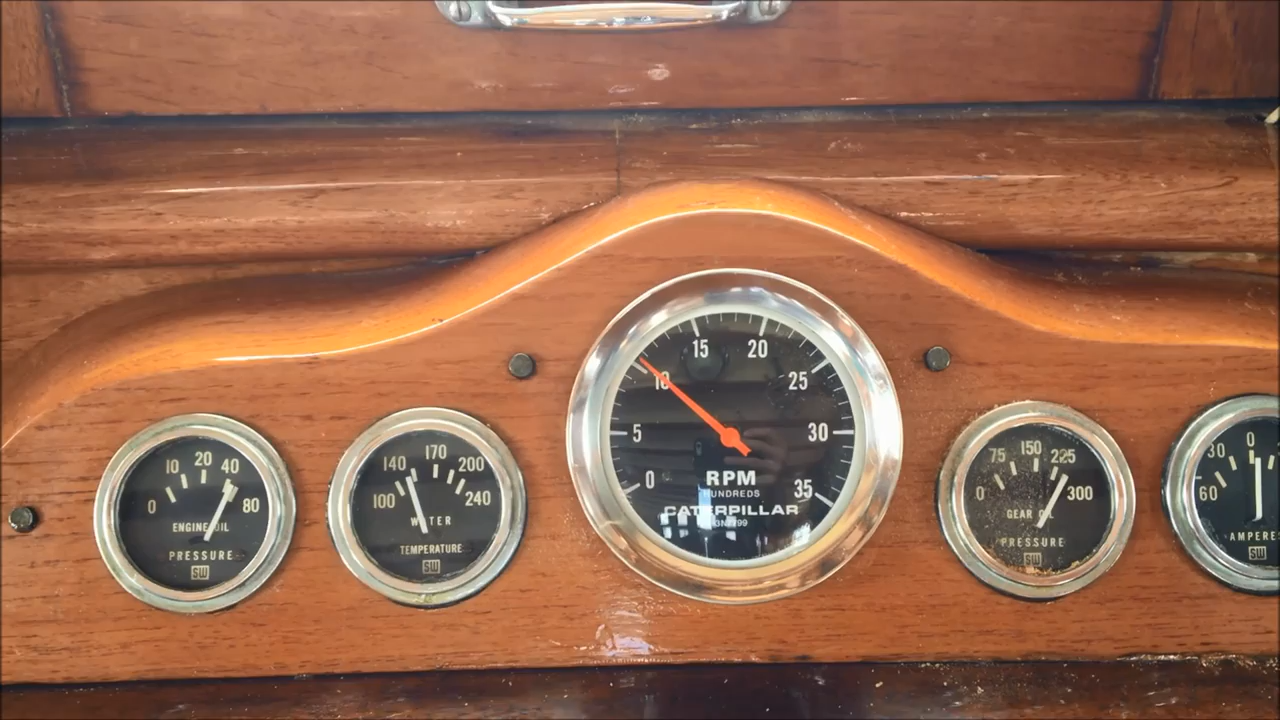 0 10 20 40 80
ENGINE OIL
PRESSURE
SW
100 140 170 200 240
WATER
TEMPERATURE
SW
0 5 10 15 20 25 30 35
RPM
HUNDREDS
CATERPILLAR
0 75 150 225 300
GEAR OIL
PRESSURE
SW
60 30 0
AMPERES
SW